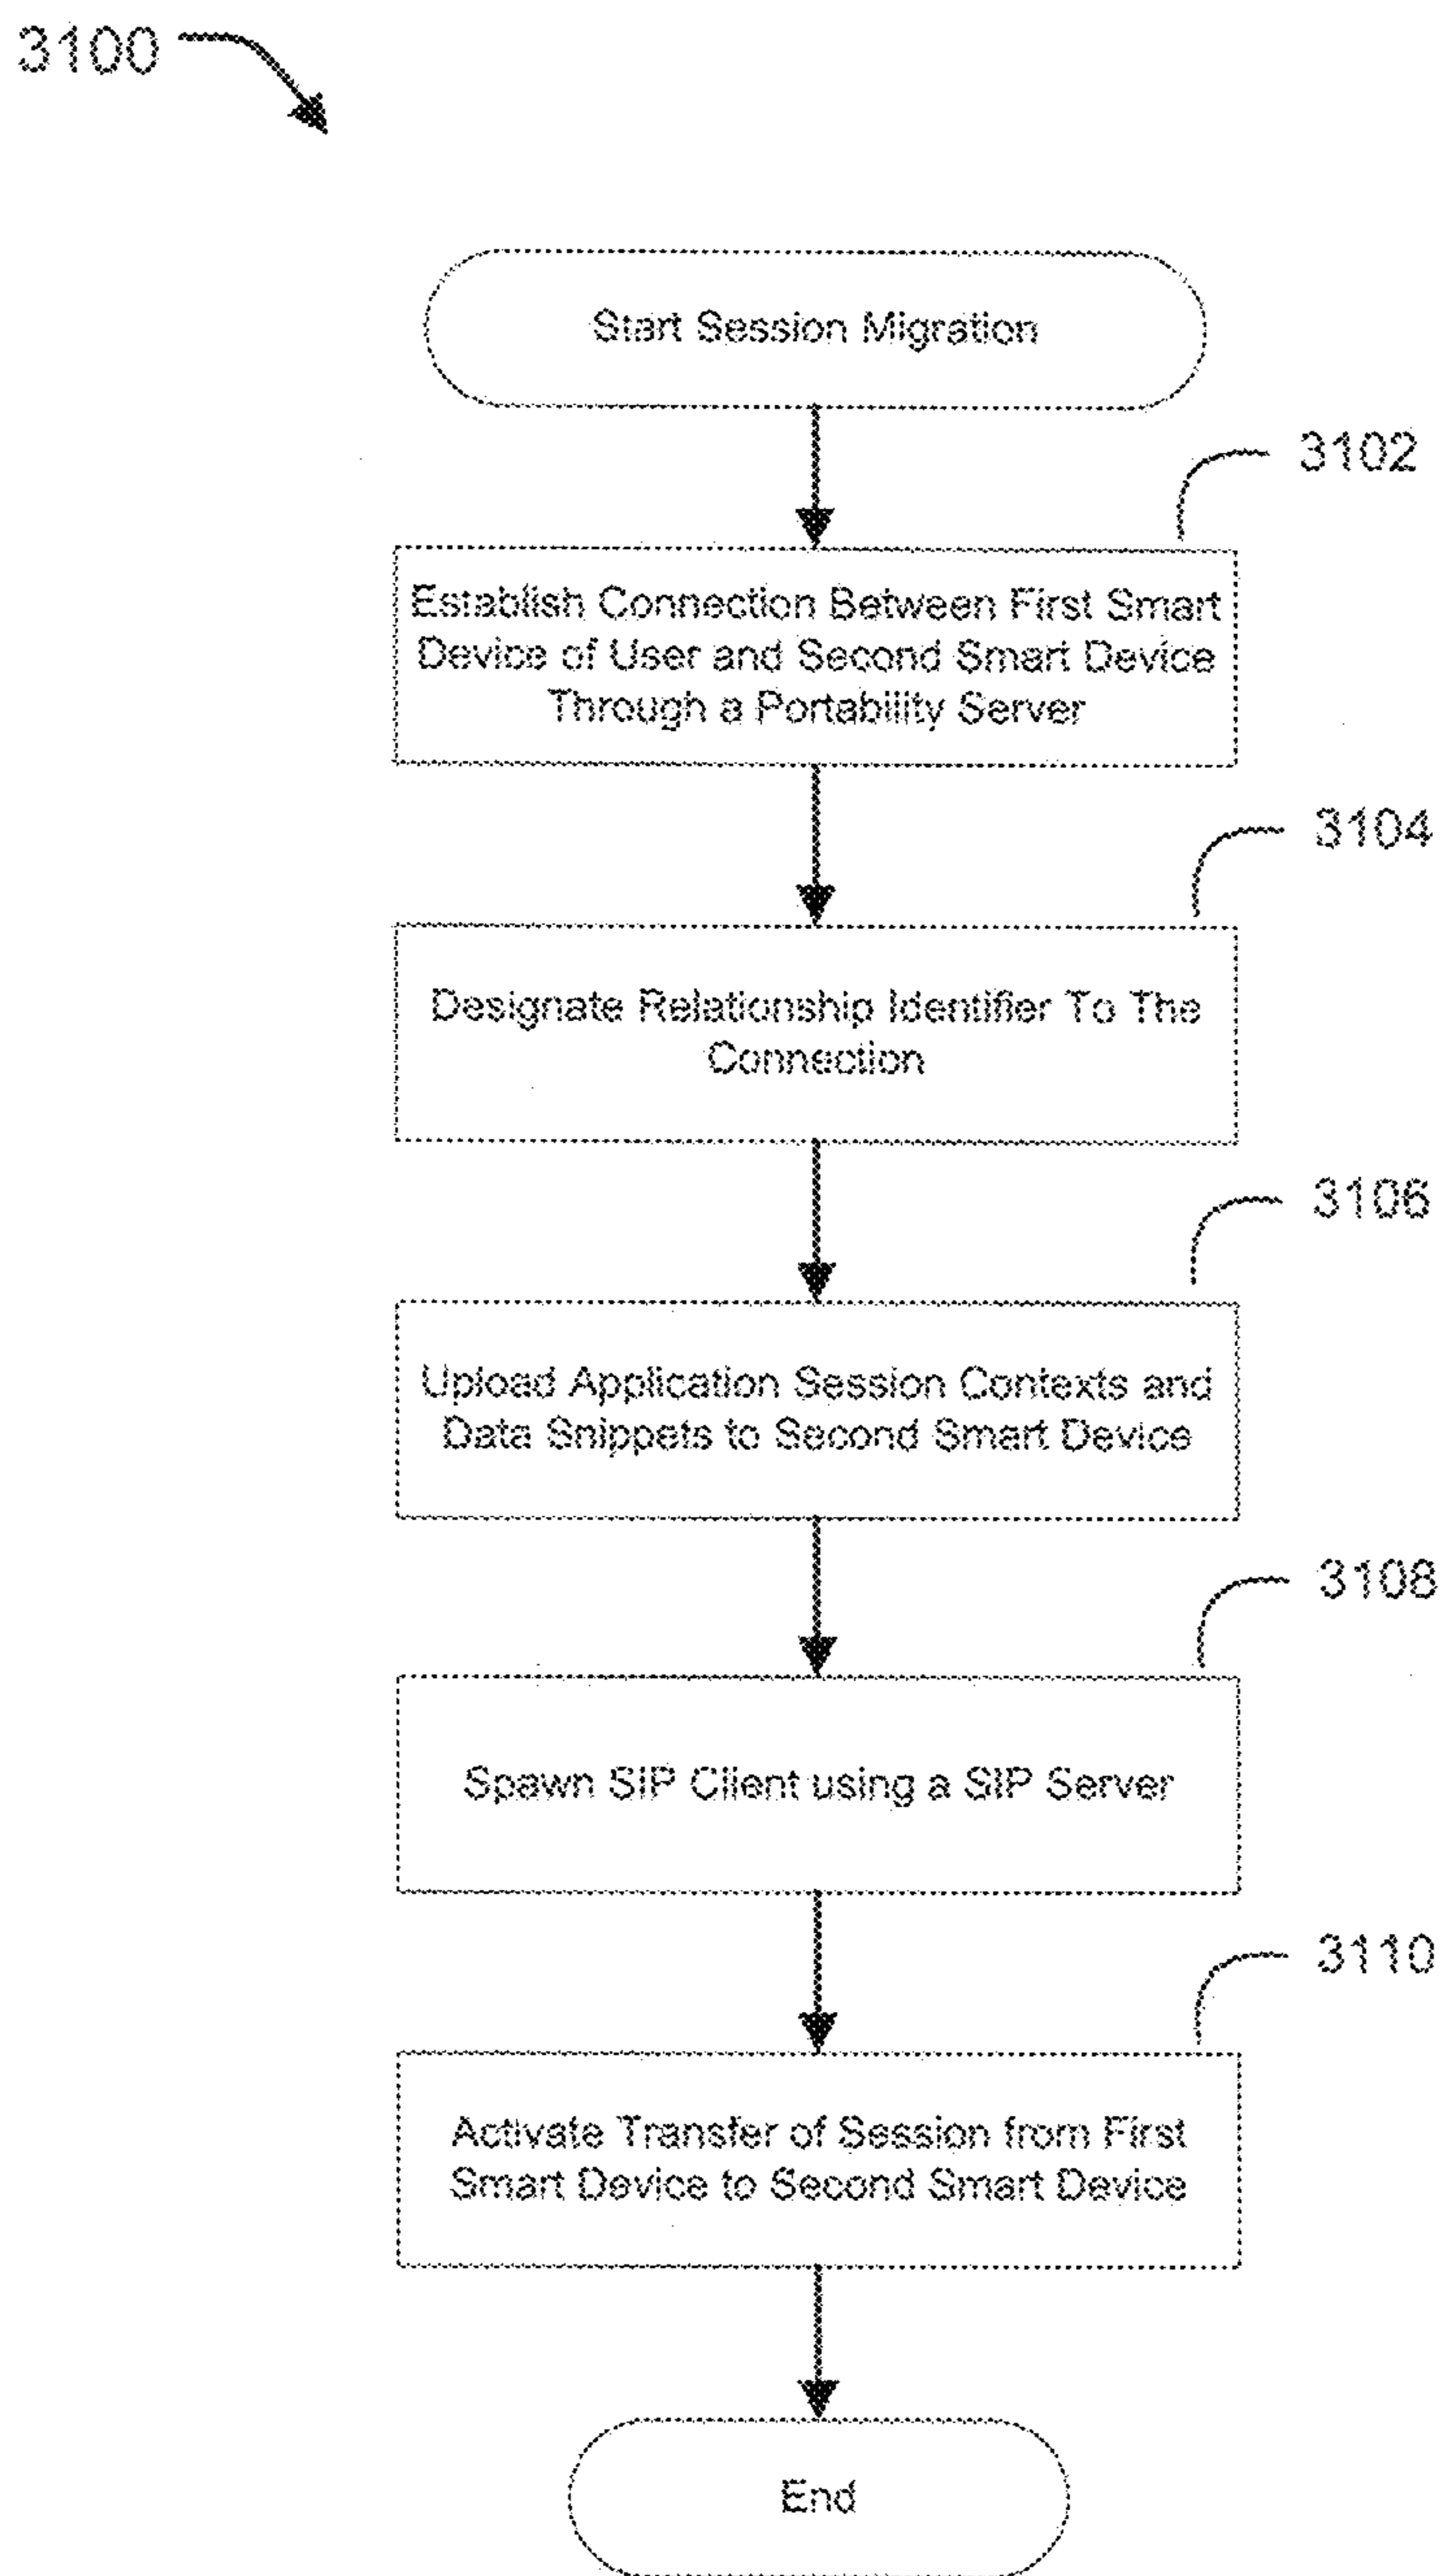 3100
Start Session Migration
3102
Establish Connection Between First Smart
Device of User and Second Smart Device
Through a Portability Server
3104
Designate Relationship Identifier To The
Connection
3106
Upload Application Session Contexts and
Data Snippets to Second Smart Device
3108
Spawn SIP Client using a SIP Server
3110
Activate Transfer of Session from First
Smart Device to Second Smart Device
End